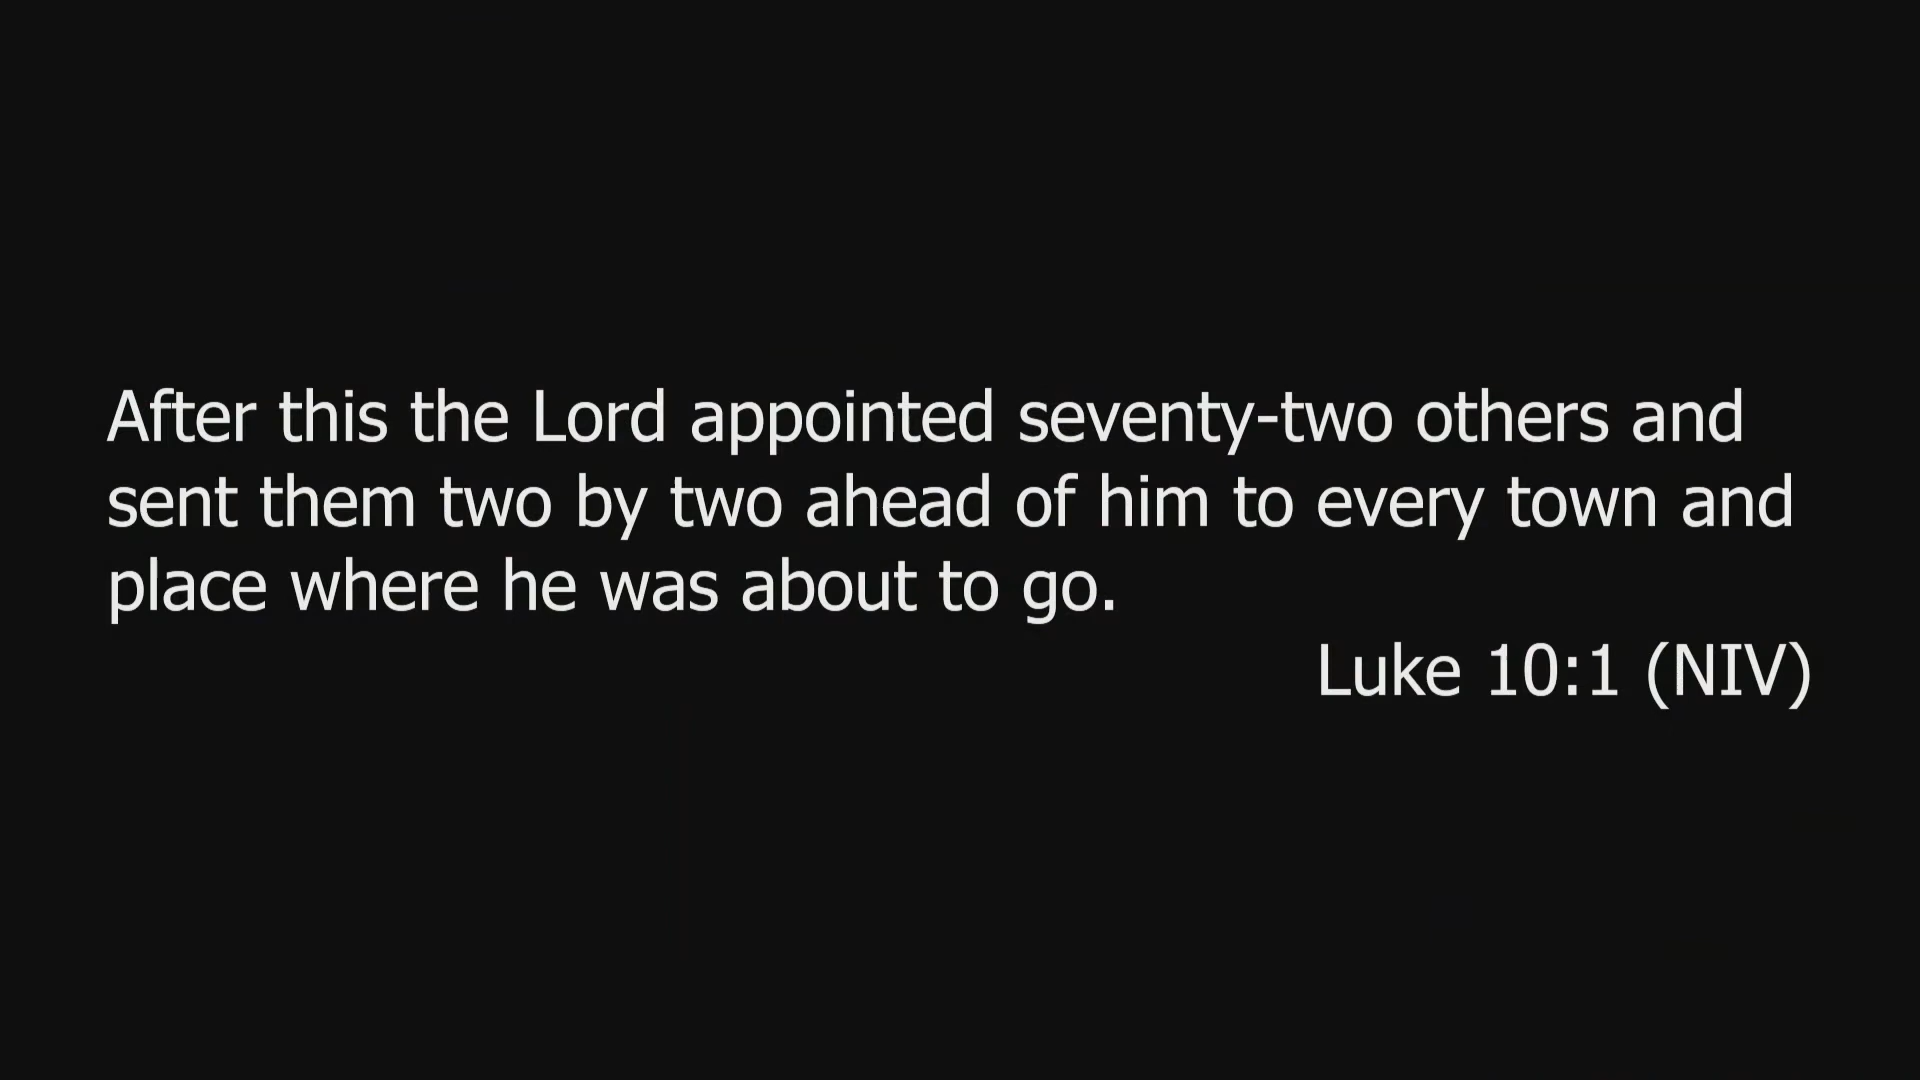 After this the Lord appointed seventy-two others and
sent them two by two ahead of him to every town and
place where he was about to go.
Luke 10:1 (NIV)